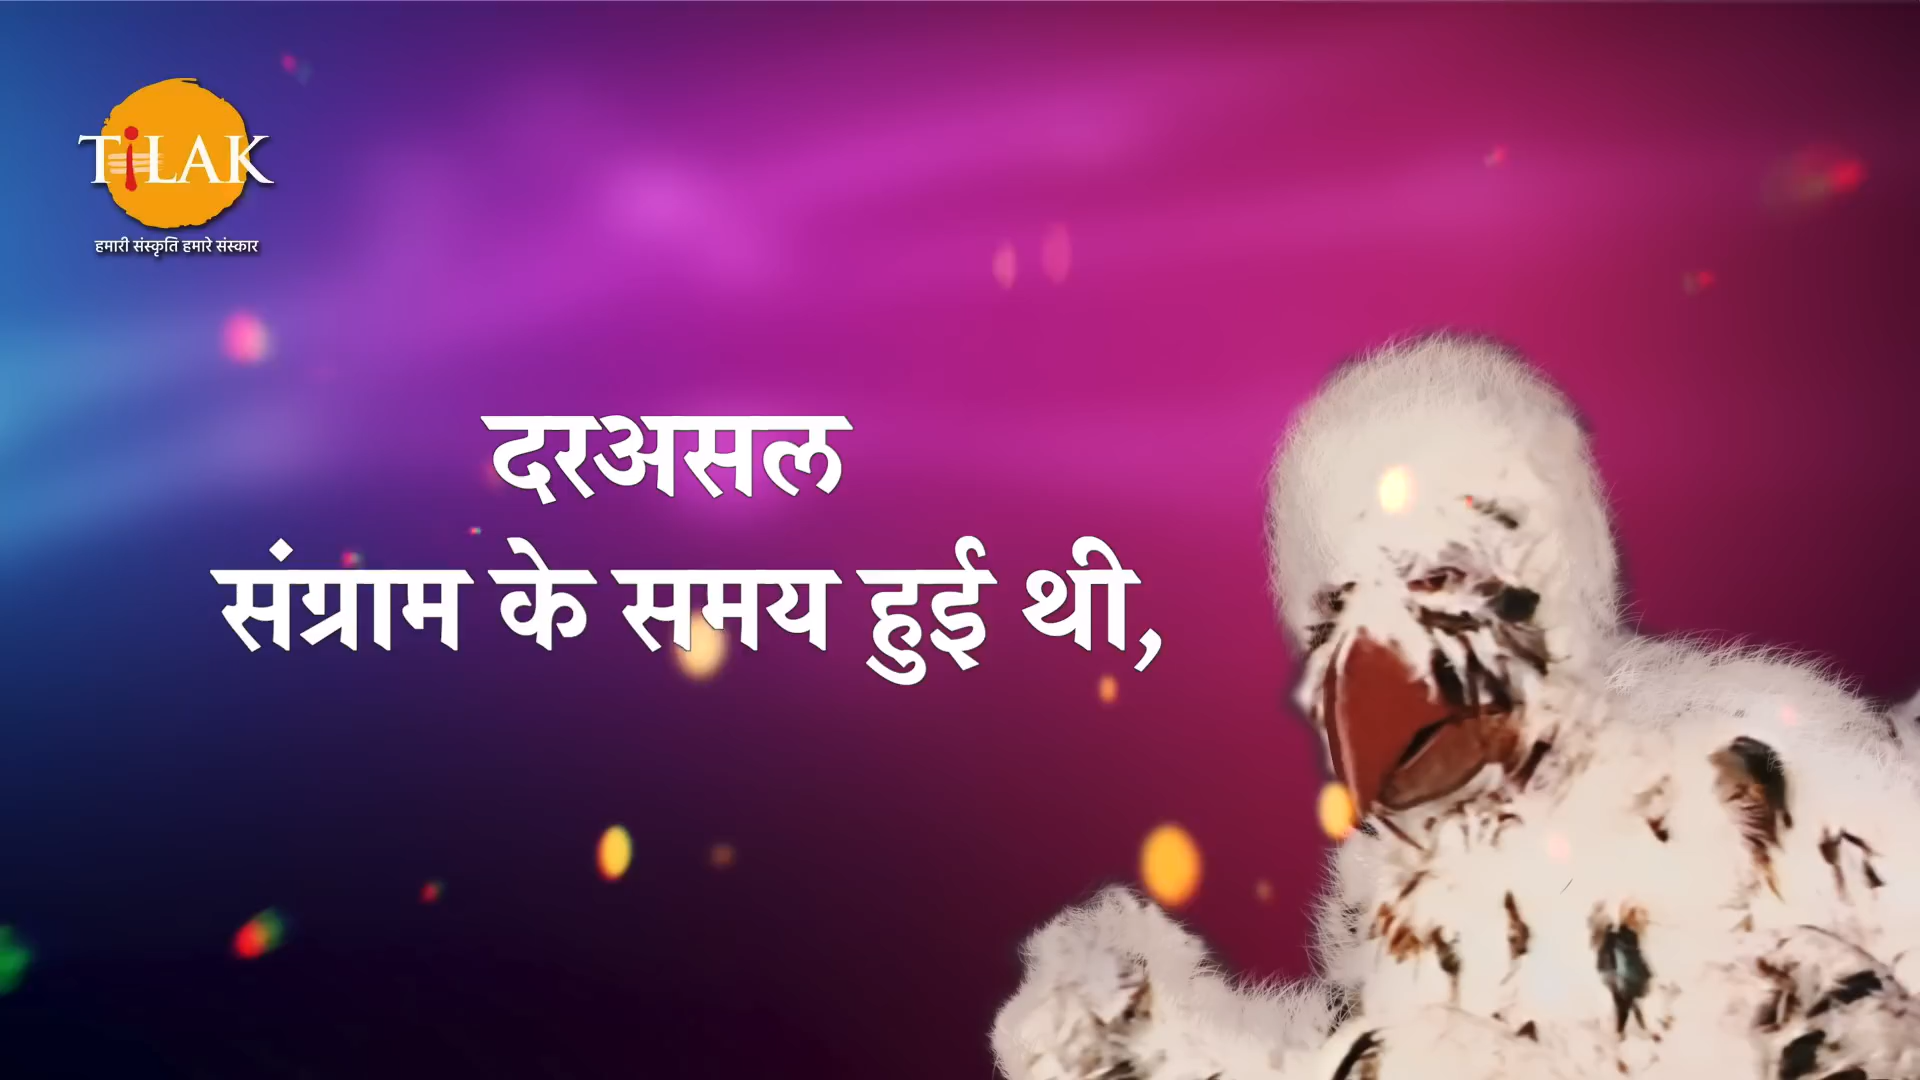 TiLAK
हमारी संस्कृति हमारे संस्कार
दरअसल
संग्राम के समय हुई थी,